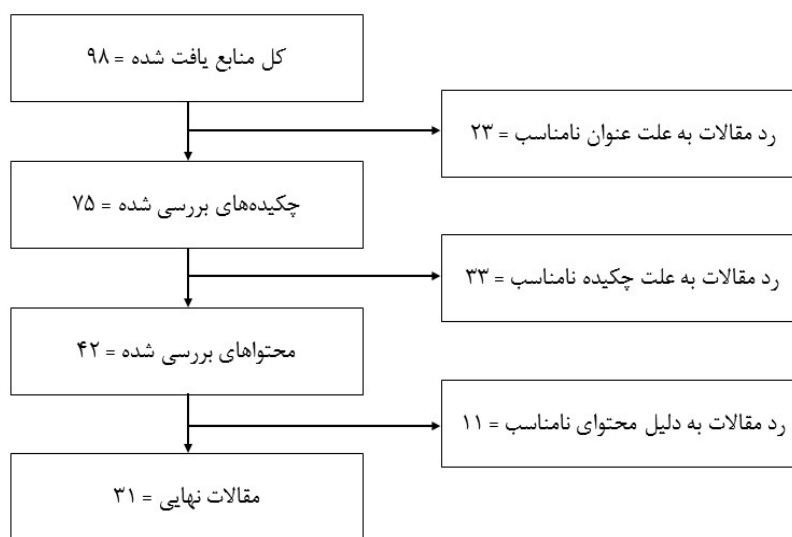 کل منابع یافت شده = ۹۸
رد مقالات به علت عنوان نامناسب = ۲۳
چکیده‌های بررسی شده = ۷۵
رد مقالات به علت چکیده نامناسب = ۳۳
محتواهای بررسی شده = ۴۲
رد مقالات به دلیل محتوای نامناسب = ۱۱
مقالات نهایی = ۳۱